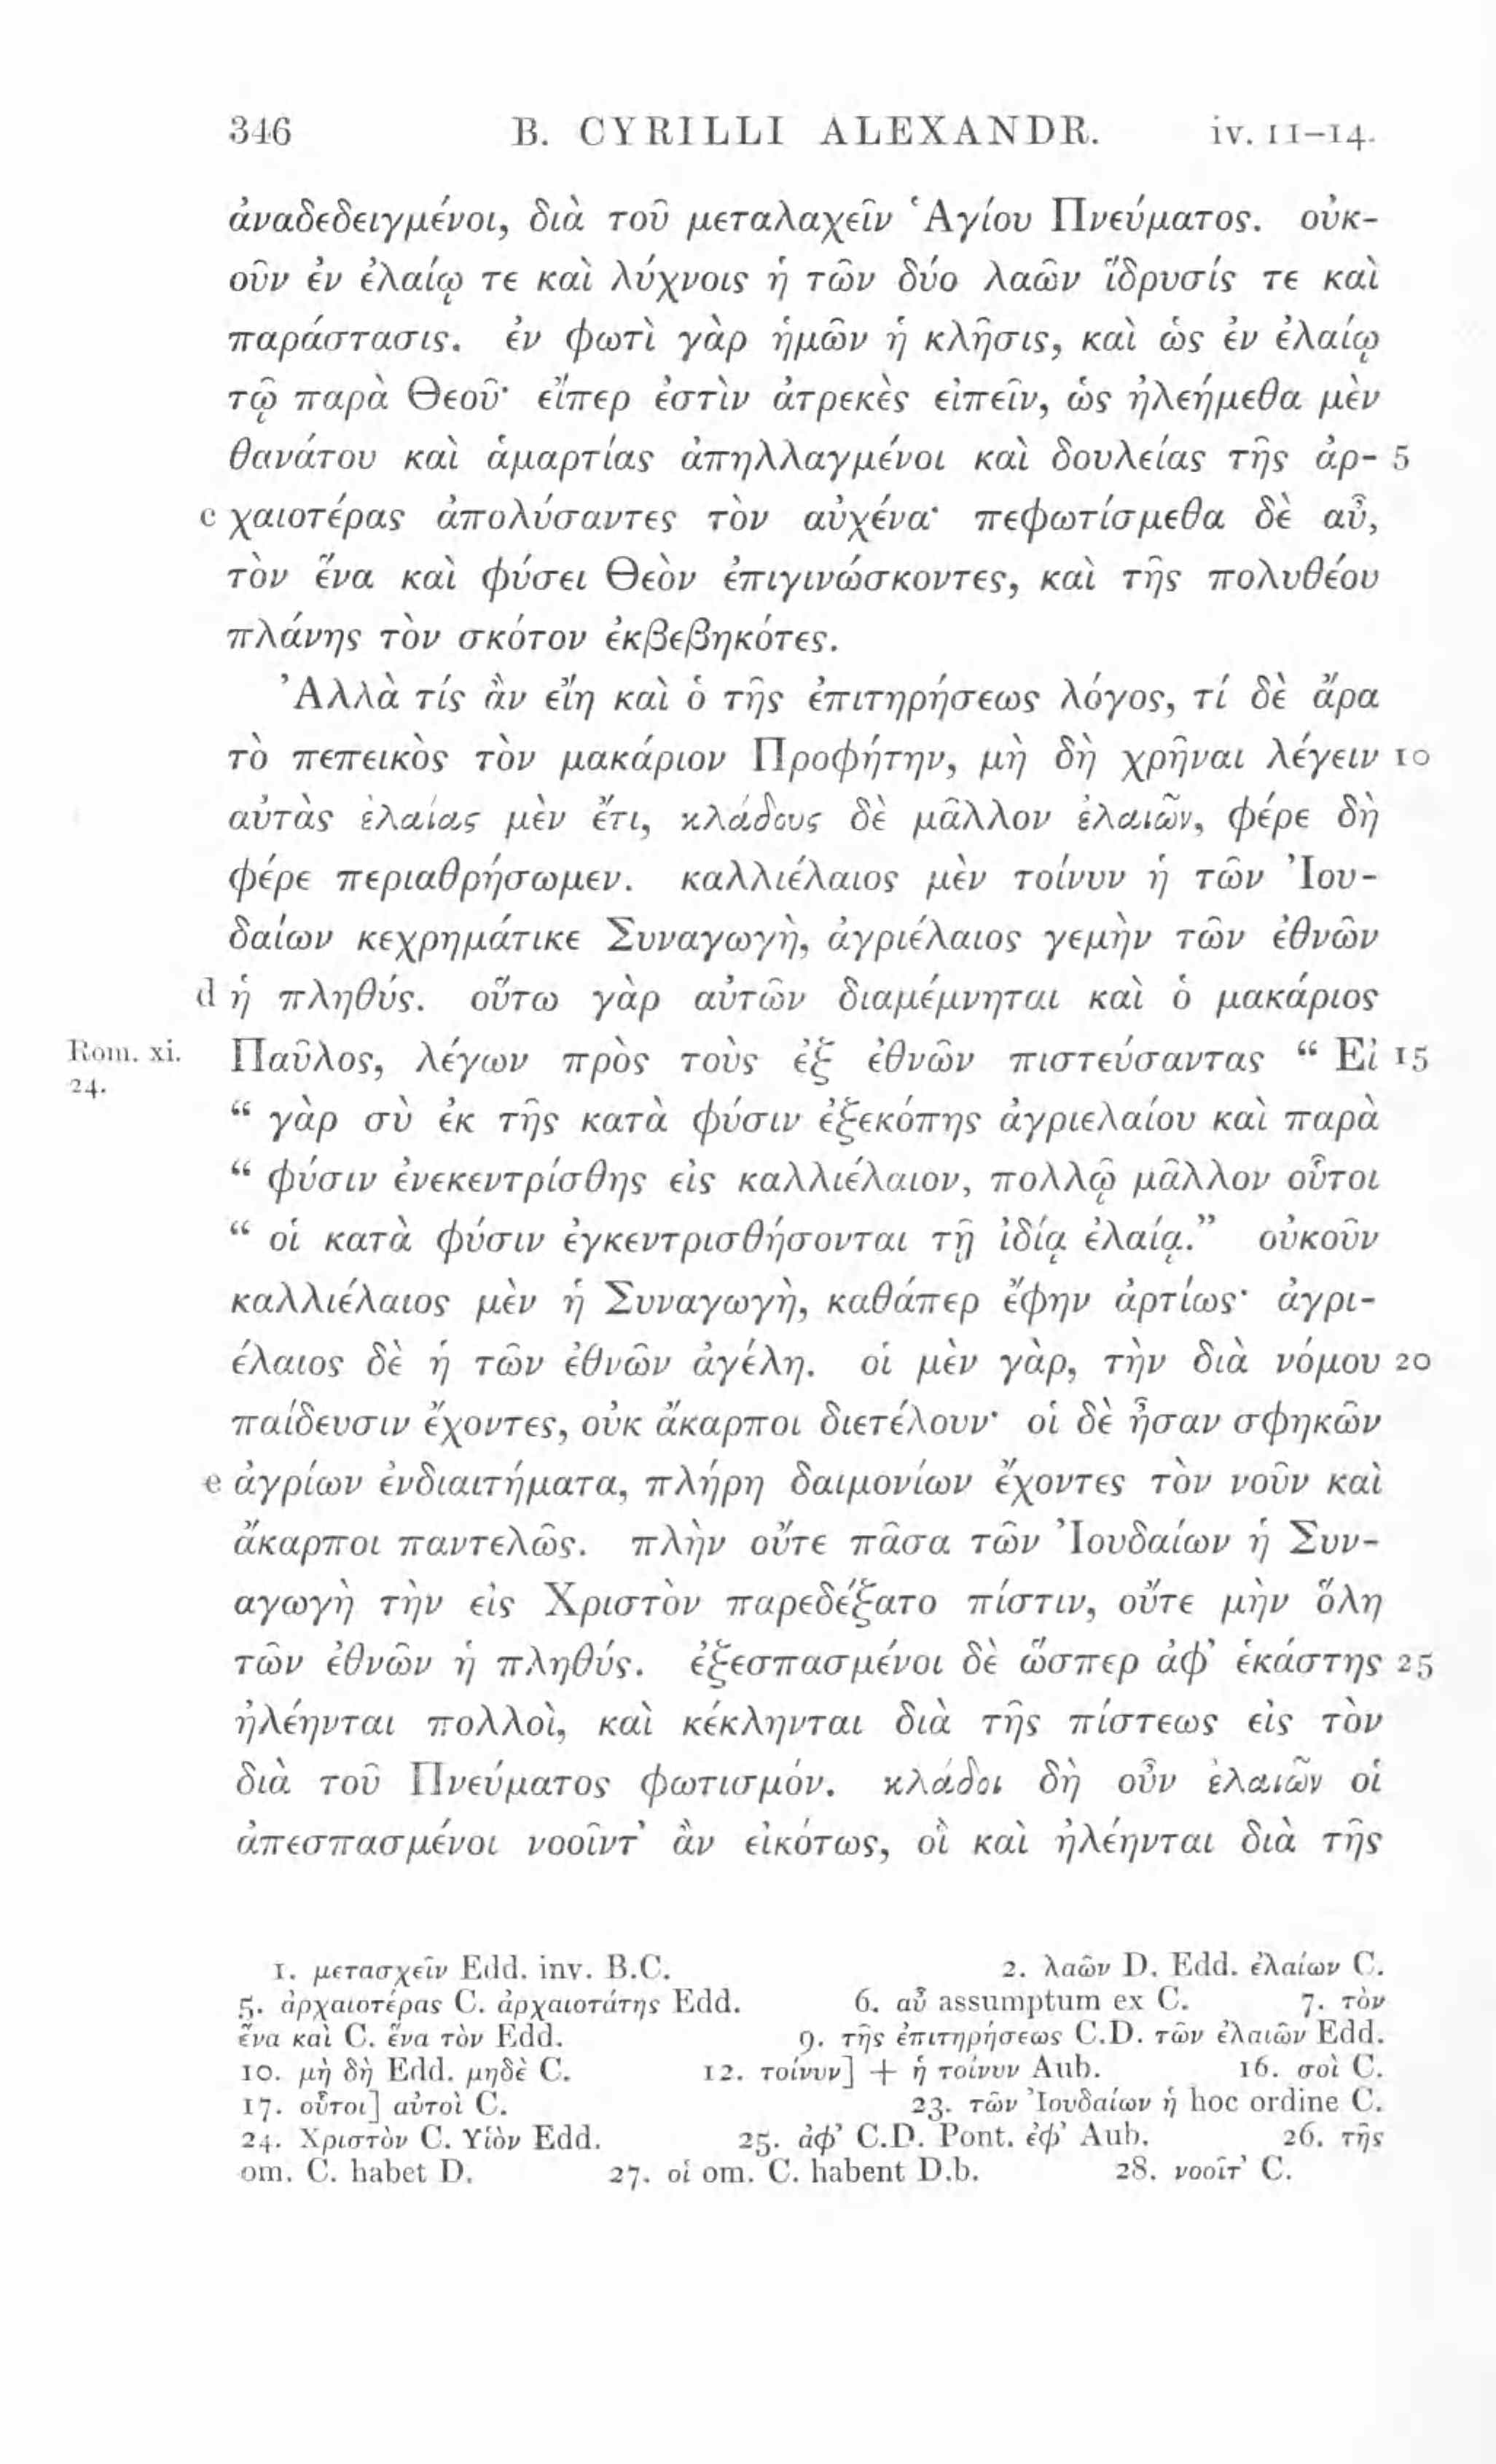 346 B. CYRILLI ALEXANDR. iv. 11–14.
ἀναδεδειγμένοι, διὰ τοῦ μεταλαχεῖν Ἁγίου Πνεύματος. οὐκ-
οῦν ἐν ἐλαίῳ τε καὶ λύχνοις ἡ τῶν δύο λαῶν ἵδρυσίς τε καὶ
παράστασις. ἐν φωτὶ γὰρ ἡμῶν ἡ κλῆσις, καὶ ὡς ἐν ἐλαίῳ
τῷ παρὰ Θεοῦ· εἴπερ ἐστὶν ἀτρεκὲς εἰπεῖν, ὡς ἠλεήμεθα μὲν
θανάτου καὶ ἁμαρτίας ἀπηλλαγμένοι καὶ δουλείας τῆς ἀρ- 5
c χαιοτέρας ἀπολύσαντες τὸν αὐχένα· πεφωτίσμεθα δὲ αὖ,
τὸν ἕνα καὶ φύσει Θεὸν ἐπιγινώσκοντες, καὶ τῆς πολυθέου
πλάνης τὸν σκότον ἐκβεβηκότες.
Ἀλλὰ τίς ἂν εἴη καὶ ὁ τῆς ἐπιτηρήσεως λόγος, τί δὲ ἄρα
τὸ πεπεικὸς τὸν μακάριον Προφήτην, μὴ δὴ χρῆναι λέγειν 10
αὐτὰς ἐλαίας μὲν ἔτι, κλάδους δὲ μᾶλλον ἐλαιῶν, φέρε δὴ
φέρε περιαθρήσωμεν. καλλιέλαιος μὲν τοίνυν ἡ τῶν Ἰου-
δαίων κεχρημάτικε Συναγωγὴ, ἀγριέλαιος γεμὴν τῶν ἐθνῶν
d ἡ πληθύς. οὕτω γὰρ αὐτῶν διαμέμνηται καὶ ὁ μακάριος
Rom. xi. Παῦλος, λέγων πρὸς τοὺς ἐξ ἐθνῶν πιστεύσαντας “ Εἰ 15
24.
“ γὰρ σὺ ἐκ τῆς κατὰ φύσιν ἐξεκόπης ἀγριελαίου καὶ παρὰ
“ φύσιν ἐνεκεντρίσθης εἰς καλλιέλαιον, πολλῷ μᾶλλον οὗτοι
“ οἱ κατὰ φύσιν ἐγκεντρισθήσονται τῇ ἰδίᾳ ἐλαίᾳ.” οὐκοῦν
καλλιέλαιος μὲν ἡ Συναγωγὴ, καθάπερ ἔφην ἀρτίως· ἀγρι-
έλαιος δὲ ἡ τῶν ἐθνῶν ἀγέλη. οἱ μὲν γὰρ, τὴν διὰ νόμου 20
παίδευσιν ἔχοντες, οὐκ ἄκαρποι διετέλουν· οἱ δὲ ἦσαν σφηκῶν
e ἀγρίων ἐνδιαιτήματα, πλήρη δαιμονίων ἔχοντες τὸν νοῦν καὶ
ἄκαρποι παντελῶς. πλὴν οὔτε πᾶσα τῶν Ἰουδαίων ἡ Συν-
αγωγὴ τὴν εἰς Χριστὸν παρεδέξατο πίστιν, οὔτε μὴν ὅλη
τῶν ἐθνῶν ἡ πληθύς. ἐξεσπασμένοι δὲ ὥσπερ ἀφ’ ἑκάστης 25
ἠλέηνται πολλοὶ, καὶ κέκληνται διὰ τῆς πίστεως εἰς τὸν
διὰ τοῦ Πνεύματος φωτισμόν. κλάδοι δὴ οὖν ἐλαιῶν οἱ
ἀπεσπασμένοι νοοῖντ’ ἂν εἰκότως, οἳ καὶ ἠλέηνται διὰ τῆς
1. μετασχεῖν Edd. inv. B.C. 2. λαῶν D. Edd. ἐλαίων C.
5. ἀρχαιοτέρας C. ἀρχαιοτάτης Edd. 6. αὖ assumptum ex C. 7. τὸν
ἕνα καὶ C. ἕνα τὸν Edd. 9. τῆς ἐπιτηρήσεως C.D. τῶν ἐλαιῶν Edd.
10. μὴ δὴ Edd. μηδὲ C. 12. τοίνυν] + ἡ τοίνυν Aub. 16. σοὶ C.
17. οὗτοι] αὐτοὶ C. 23. τῶν Ἰουδαίων ἡ hoc ordine C.
24. Χριστὸν C. Υἱὸν Edd. 25. ἀφ’ C.D. Pont. ἐφ’ Aub. 26. τῆς
om. C. habet D. 27. οἱ om. C. habent D.b. 28. νοοῖτ’ C.